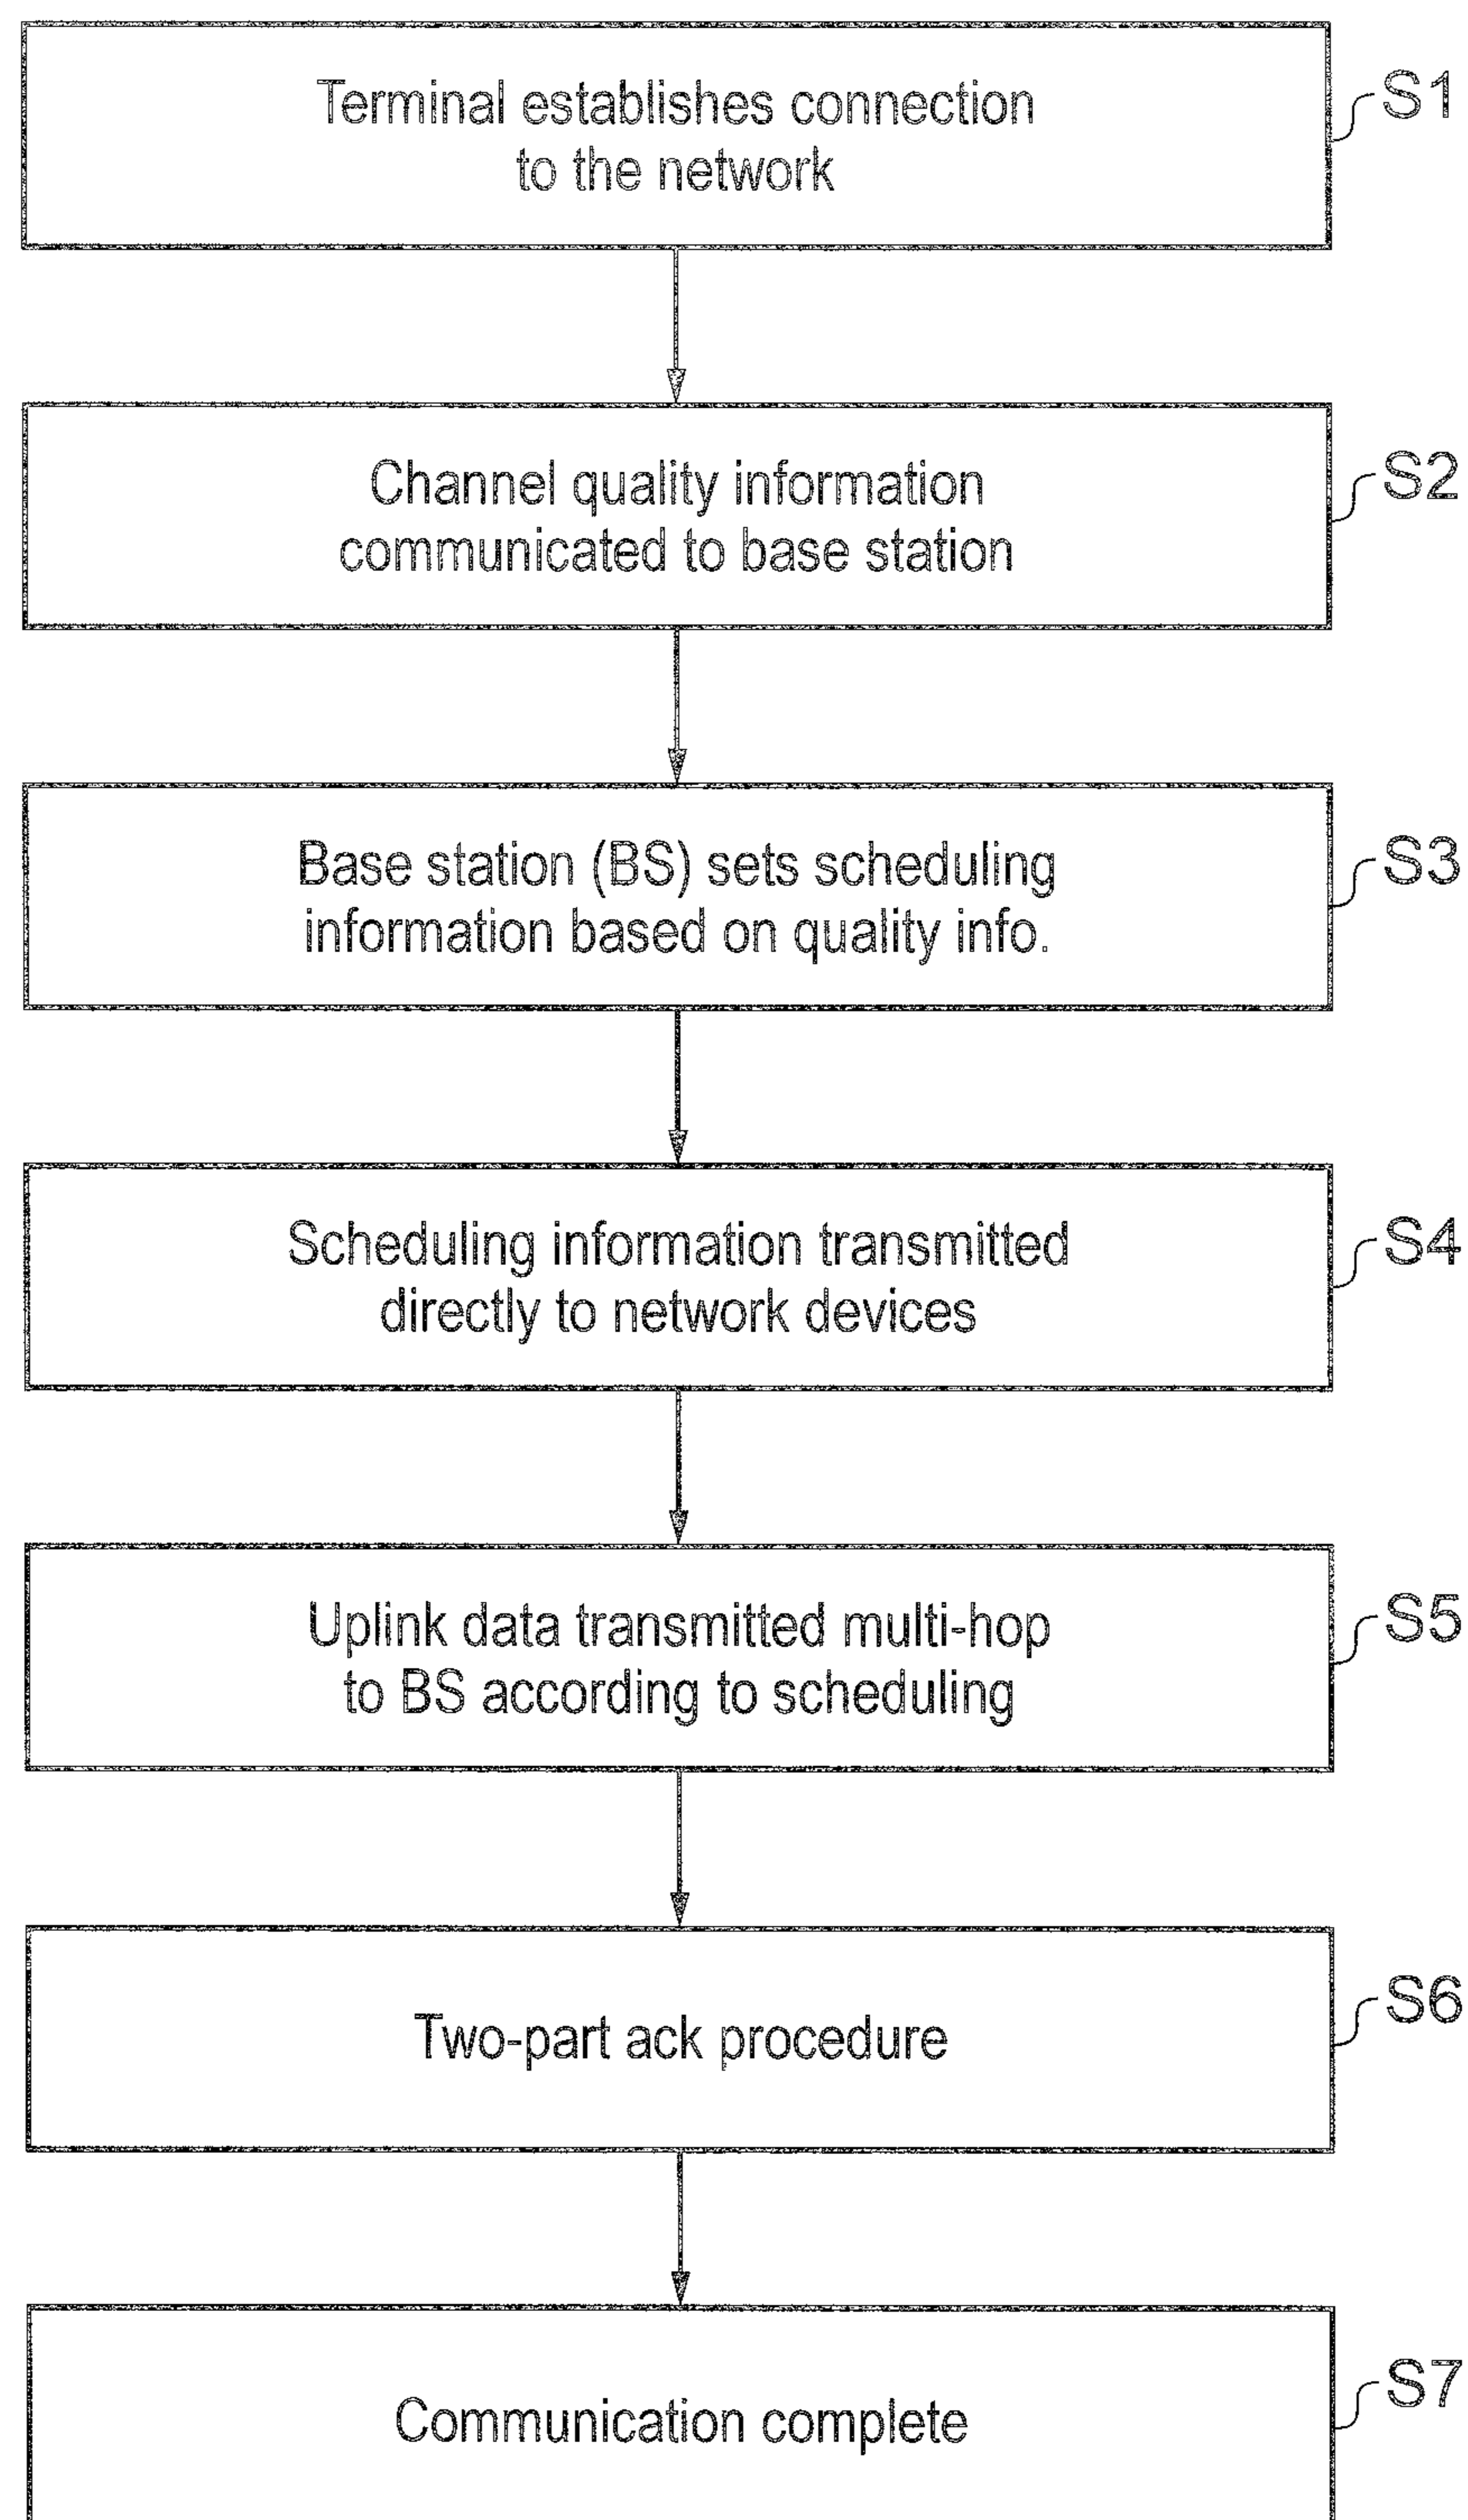 Terminal establishes connection
to the network
S1
Channel quality information
communicated to base station
S2
Base station (BS) sets scheduling
information based on quality info.
S3
Scheduling information transmitted
directly to network devices
S4
Uplink data transmitted multi-hop
to BS according to scheduling
S5
Two-part ack procedure
S6
Communication complete
S7